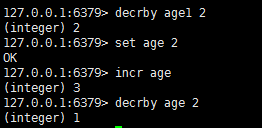 127.0.0.1:6379> decrby age1 2
(integer) 2
127.0.0.1:6379> set age 2
OK
127.0.0.1:6379> incr age
(integer) 3
127.0.0.1:6379> decrby age 2
(integer) 1